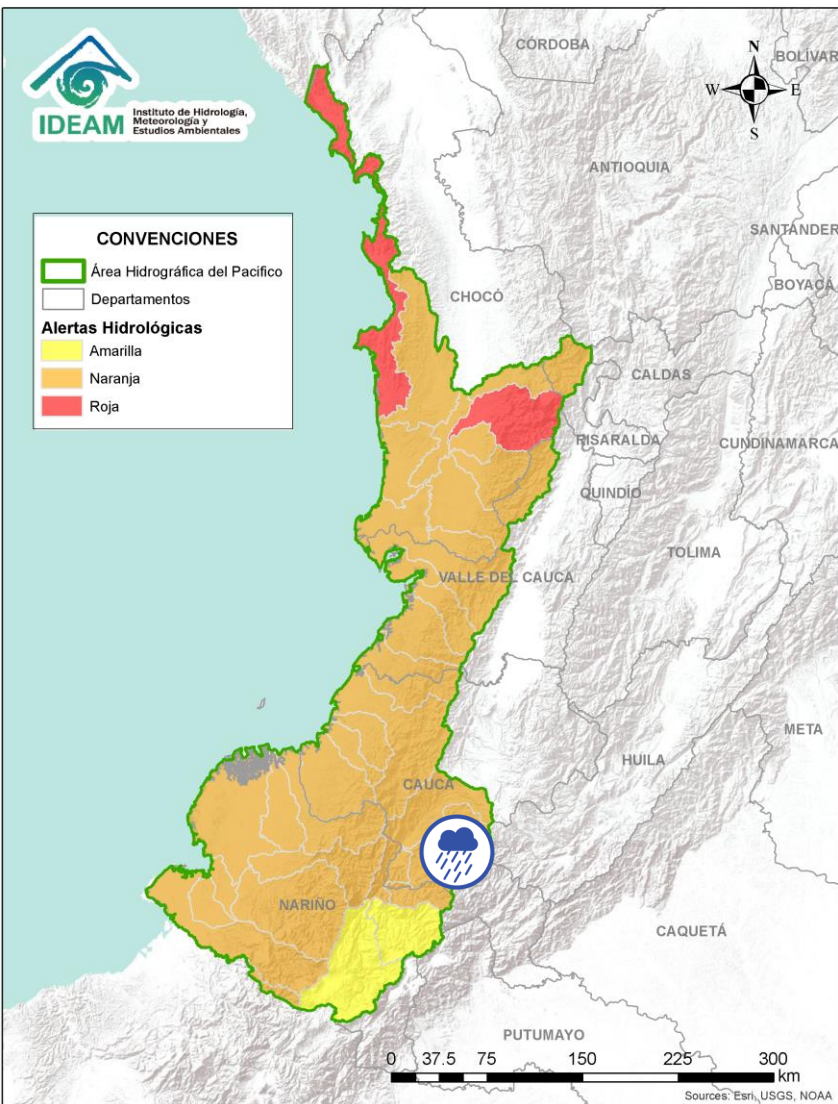 IDEAM
Instituto de Hidrología,
Meteorología y
Estudios Ambientales
CONVENCIONES
Área Hidrográfica del Pacifico
Departamentos
Alertas Hidrológicas
Amarilla
Naranja
Roja
N
W
E
S
CÓRDOBA
BOLÍVAR
ANTIOQUIA
SANTANDER
BOYACÁ
CHOCÓ
CALDAS
RISARALDA
CUNDINAMARCA
QUINDÍO
TOLIMA
VALLE DEL CAUCA
META
HUILA
CAUCA
NARIÑO
CAQUETÁ
PUTUMAYO
0 37.5 75 150 225 300
km
Sources: Esri, USGS, NOAA